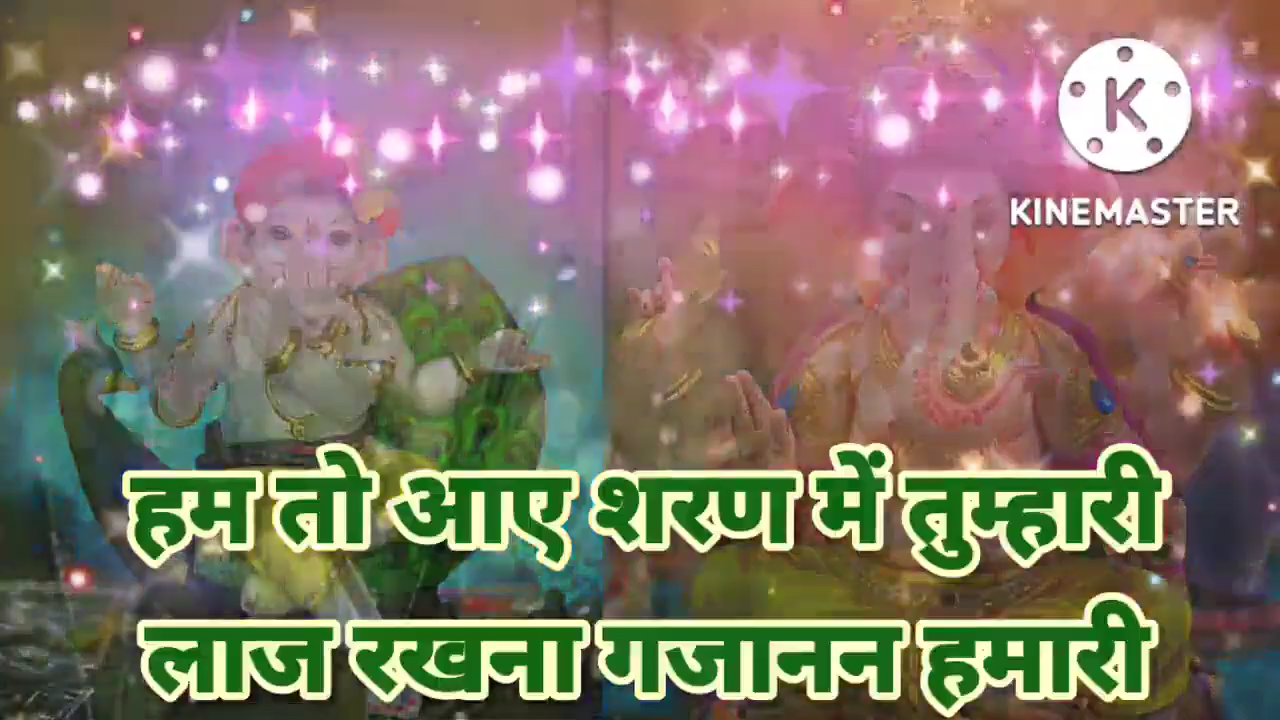 KINEMASTER
हम तो आए शरण में तुम्हारी
लाज रखना गजानन हमारी